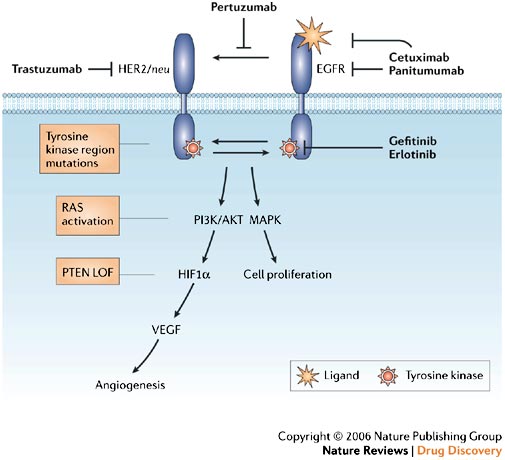 Pertuzumab
Trastuzumab
HER2/neu
EGFR
Cetuximab
Panitumumab
Tyrosine
kinase region
mutations
Gefitinib
Erlotinib
RAS
activation
PI3K/AKT MAPK
PTEN LOF
HIF1α
Cell proliferation
VEGF
Angiogenesis
Ligand
Tyrosine kinase
Copyright © 2006 Nature Publishing Group
Nature Reviews | Drug Discovery